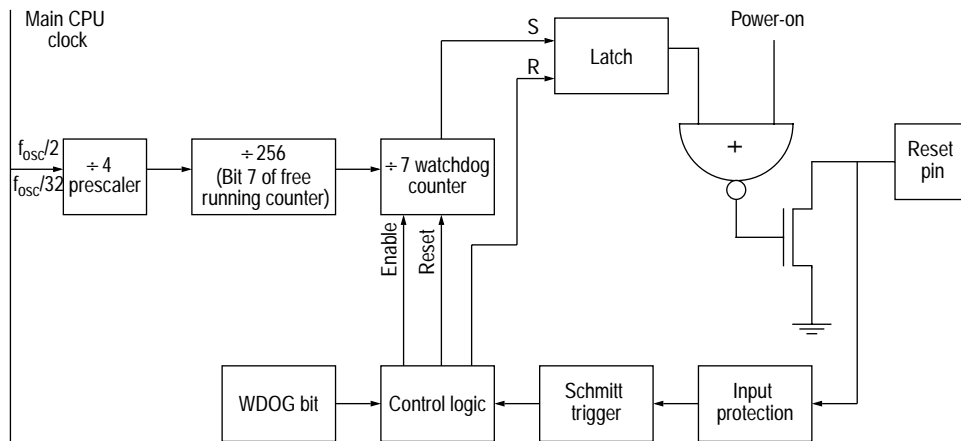 Main CPU
clock
S
R
Latch
Power-on
fosc/2
fosc/32
÷ 4
prescaler
÷ 256
(Bit 7 of free
running counter)
÷ 7 watchdog
counter
+
Reset
pin
Enable
Reset
WDOG bit
Control logic
Schmitt
trigger
Input
protection